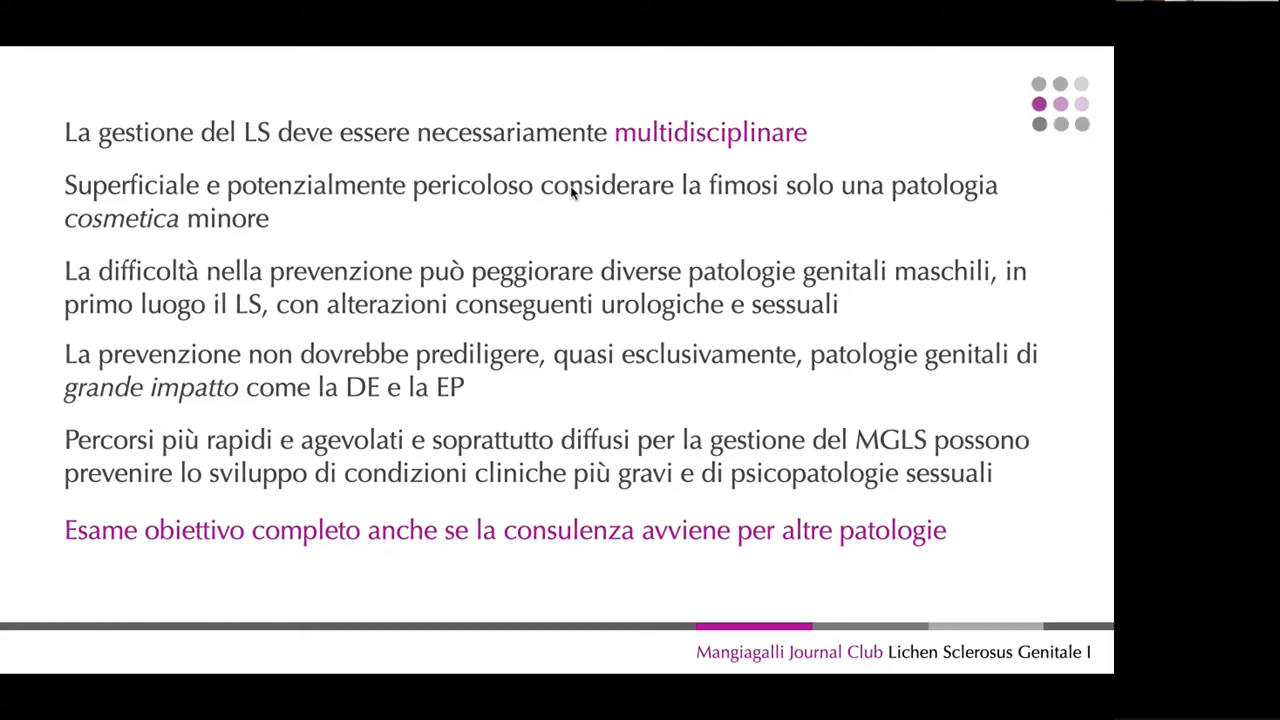 La gestione del LS deve essere necessariamente multidisciplinare
Superficiale e potenzialmente pericoloso considerare la fimosi solo una patologia
cosmetica minore
La difficoltà nella prevenzione può peggiorare diverse patologie genitali maschili, in
primo luogo il LS, con alterazioni conseguenti urologiche e sessuali
La prevenzione non dovrebbe prediligere, quasi esclusivamente, patologie genitali di
grande impatto come la DE e la EP
Percorsi più rapidi e agevolati e soprattutto diffusi per la gestione del MGLS possono
prevenire lo sviluppo di condizioni cliniche più gravi e di psicopatologie sessuali
Esame obiettivo completo anche se la consulenza avviene per altre patologie
Mangiagalli Journal Club Lichen Sclerosus Genitale I